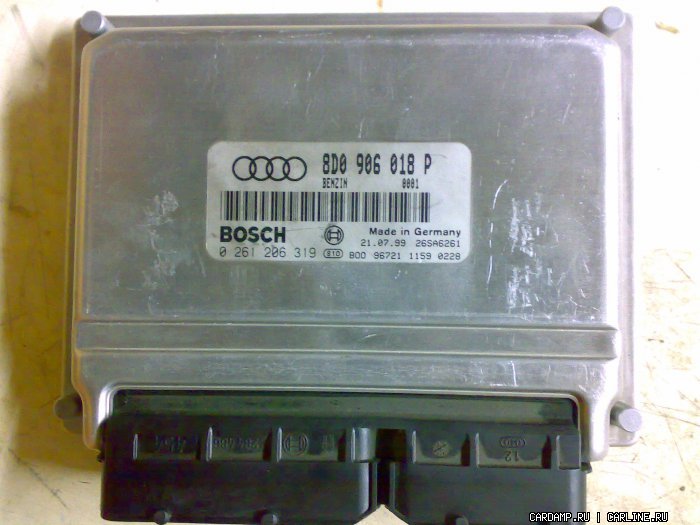 8D0 906 018 P
BENZIN 0001
BOSCH Made in Germany
21.07.99 26SA6261
0 261 206 319 S10 800 96721 1159 0228
12
CARDAMP.RU | CARLINE.RU